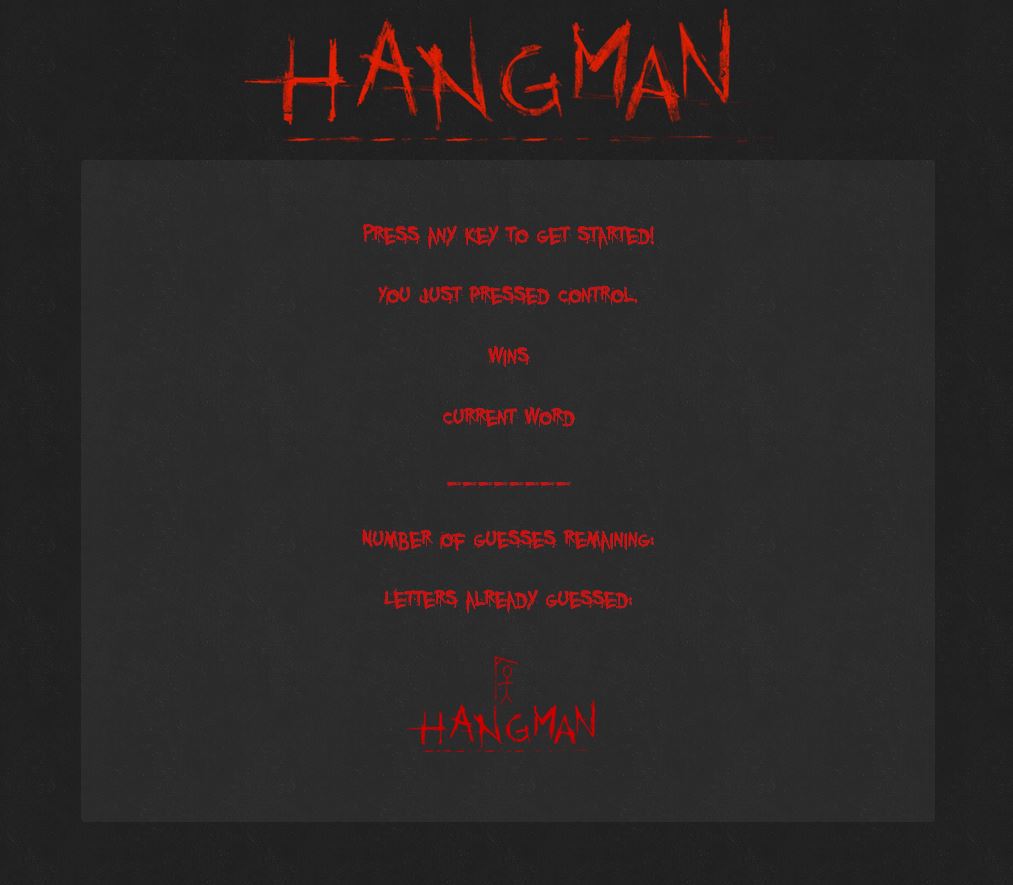 HANGMAN
PRESS ANY KEY TO GET STARTED!
YOU JUST PRESSED CONTROL.
WINS
CURRENT WORD
________
NUMBER OF GUESSES REMAINING:
LETTERS ALREADY GUESSED:
HANGMAN